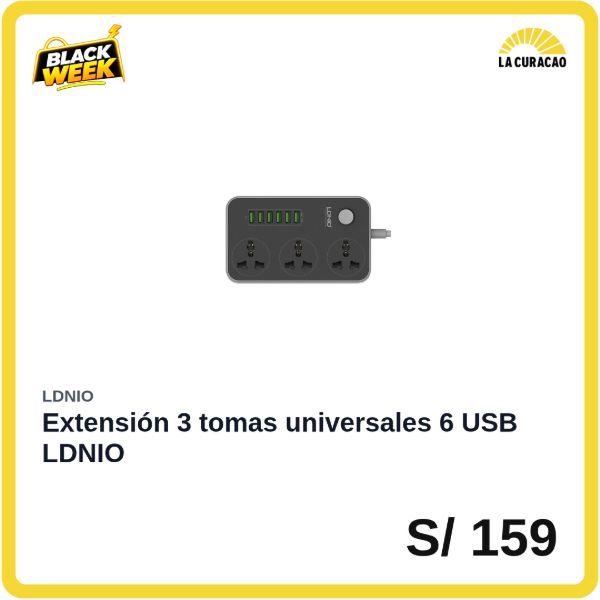 BLACK
WEEK
LA CURACAO
LDNIO
LDNIO
Extensión 3 tomas universales 6 USB
LDNIO
S/ 159